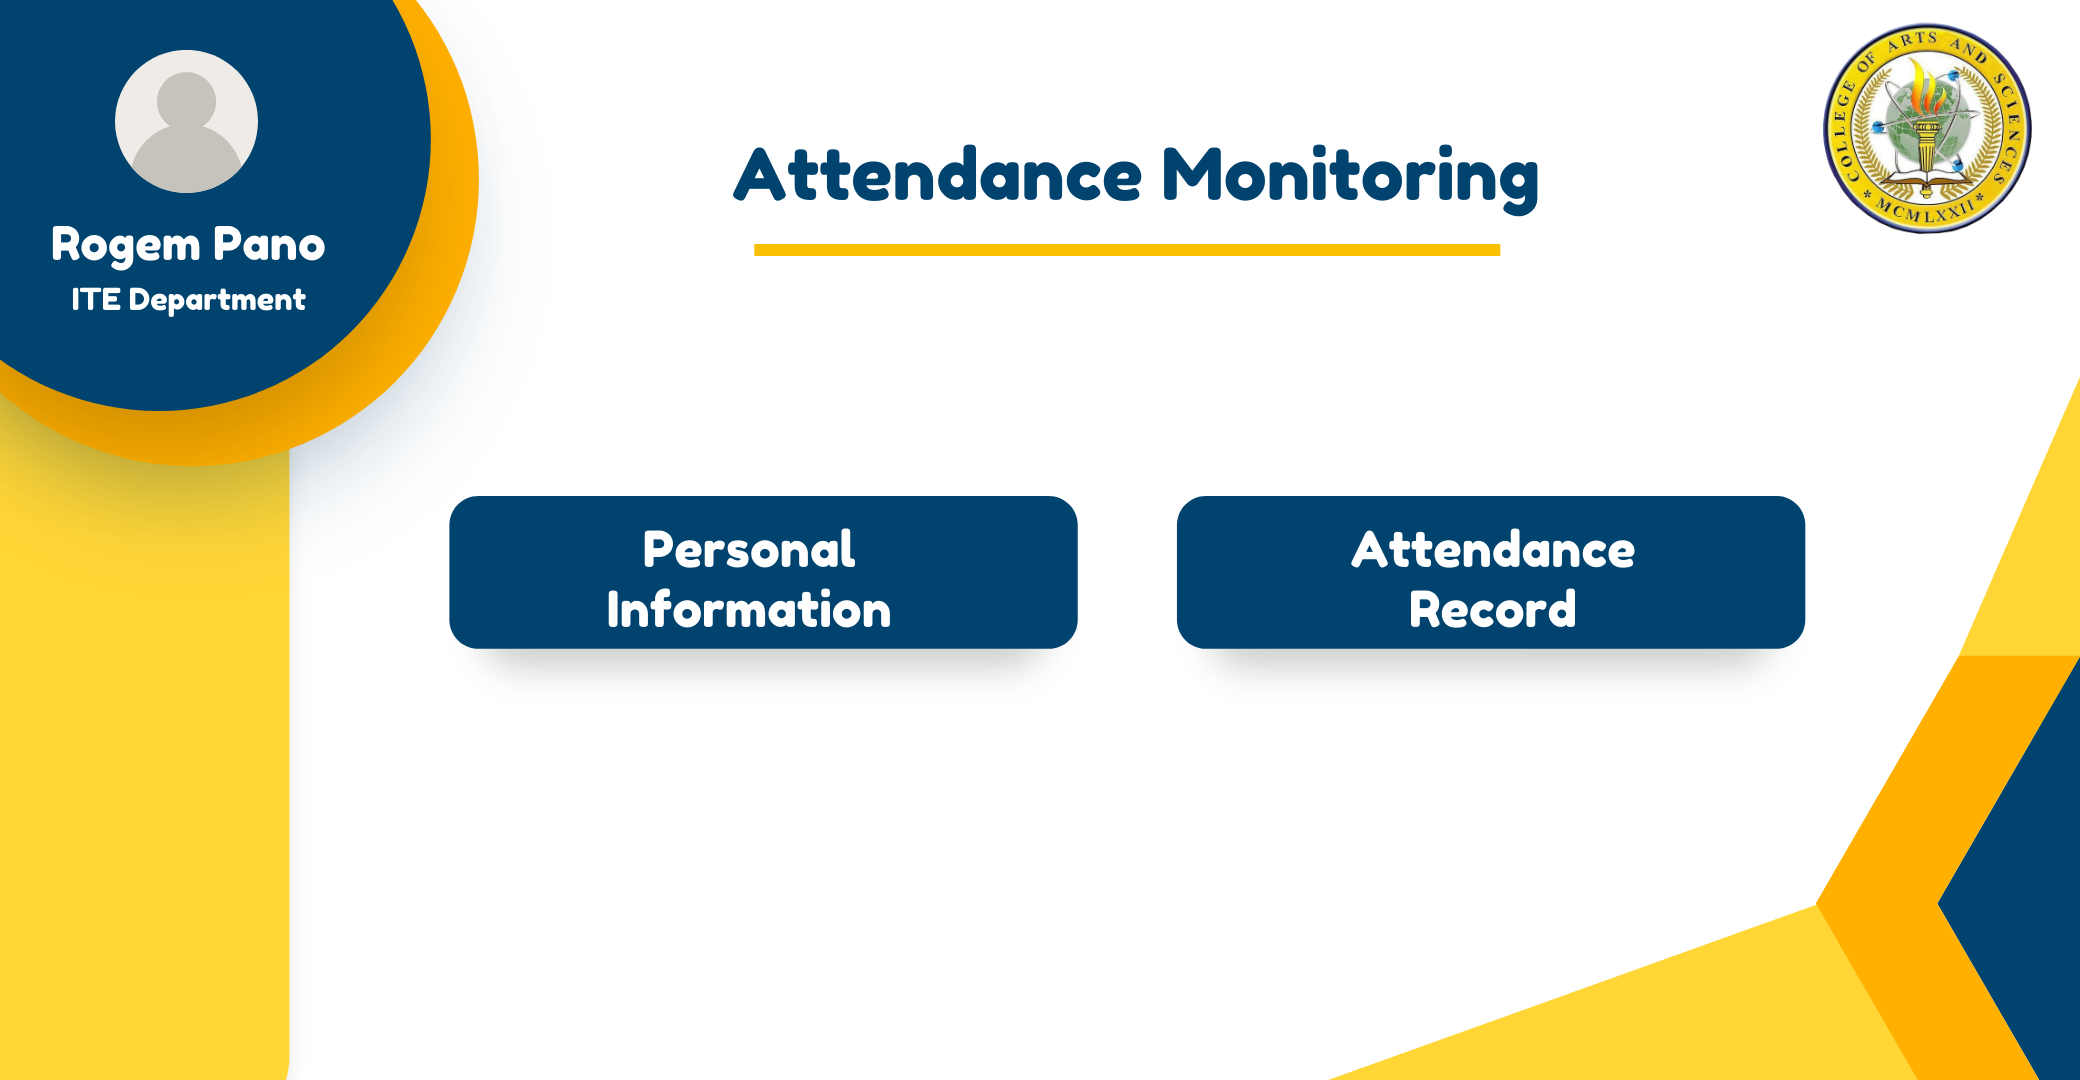 Rogem Pano
ITE Department
Attendance Monitoring
COLLEGE OF ARTS AND SCIENCES
* MCMLXXII *
Personal
Information
Attendance
Record